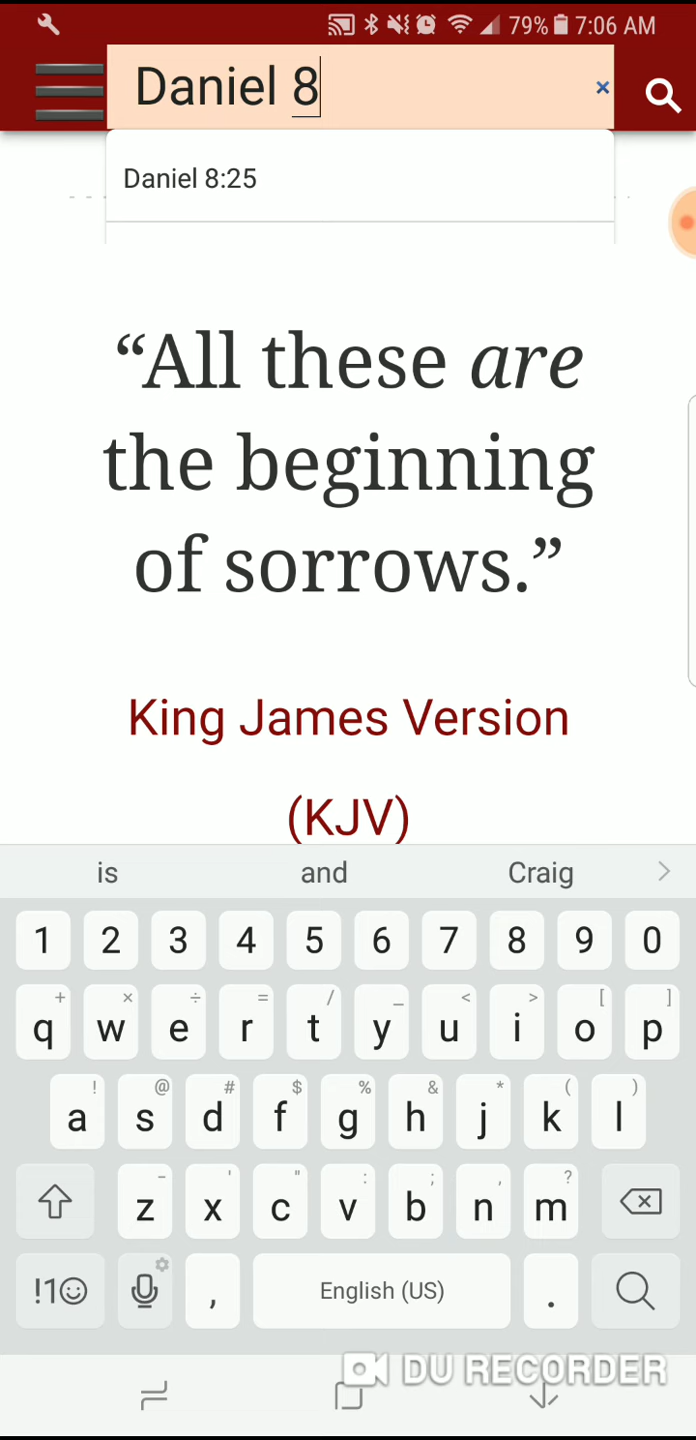 79% 7:06 AM
Daniel 8 ×
Daniel 8:25
“All these are
the beginning
of sorrows.”
King James Version
(KJV)
is and Craig >
1 2 3 4 5 6 7 8 9 0
+ × ÷ = / _ < > [ ]
q w e r t y u i o p
! @ # $ % & * ( )
a s d f g h j k l
- ' " : ; , ?
z x c v b n m
!1☺ , English (US) .
DU RECORDER